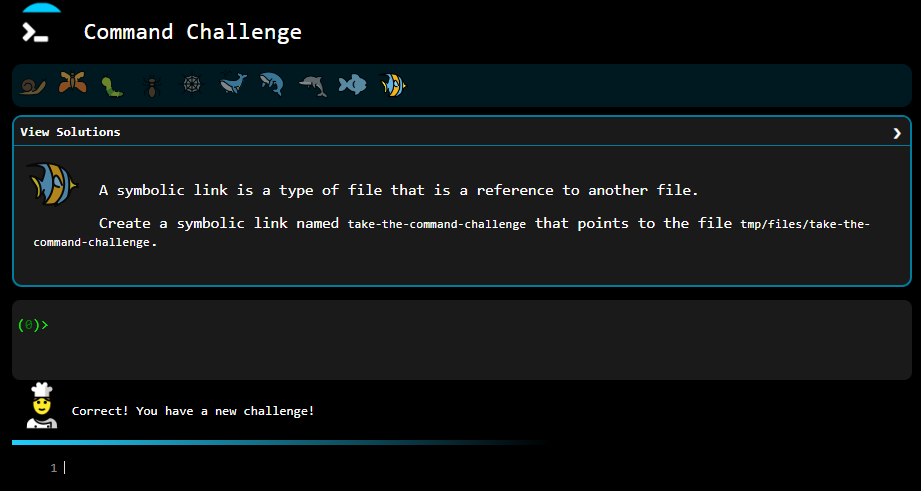 Command Challenge
View Solutions
❯
A symbolic link is a type of file that is a reference to another file.
Create a symbolic link named take-the-command-challenge that points to the file tmp/files/take-the-
command-challenge.
(0)>
Correct! You have a new challenge!
1